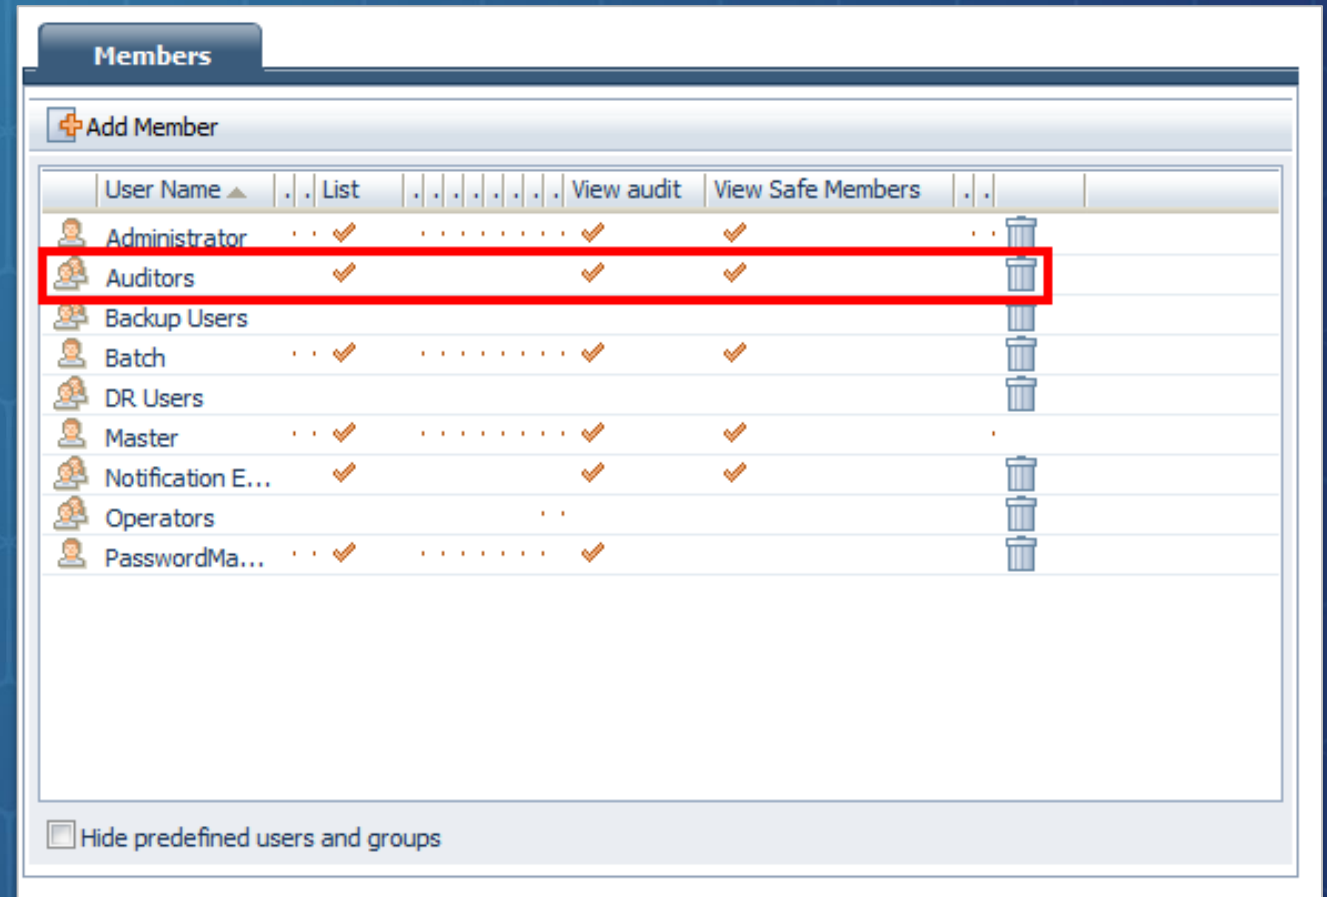 Members
Add Member
User Name . . List . . . . . . . . View audit View Safe Members . .
Administrator
Auditors
Backup Users
Batch
DR Users
Master
Notification E...
Operators
PasswordMa...
Hide predefined users and groups